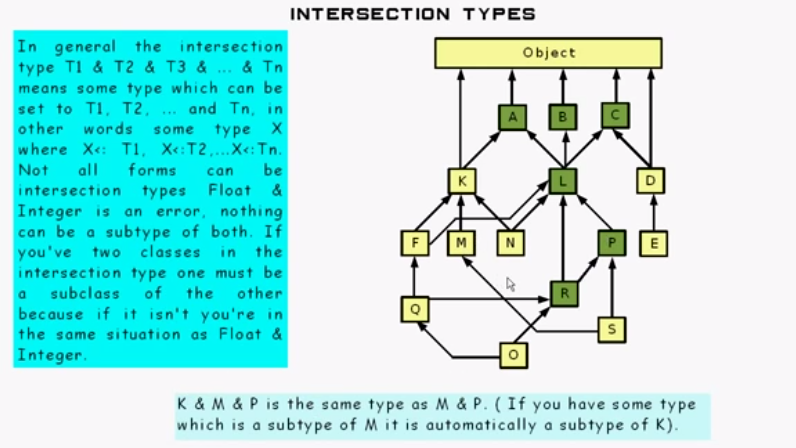 INTERSECTION TYPES
In general the intersection
type T1 & T2 & T3 & ... & Tn
means some type which can be
set to T1, T2, ... and Tn, in
other words some type X
where X<: T1, X<:T2,...X<:Tn.
Not all forms can be
intersection types Float &
Integer is an error, nothing
can be a subtype of both. If
you've two classes in the
intersection type one must be
a subclass of the other
because if it isn't you're in
the same situation as Float &
Integer.
Object
A B C
K L D
F M N P E
R
Q
S
O
K & M & P is the same type as M & P. ( If you have some type
which is a subtype of M it is automatically a subtype of K).